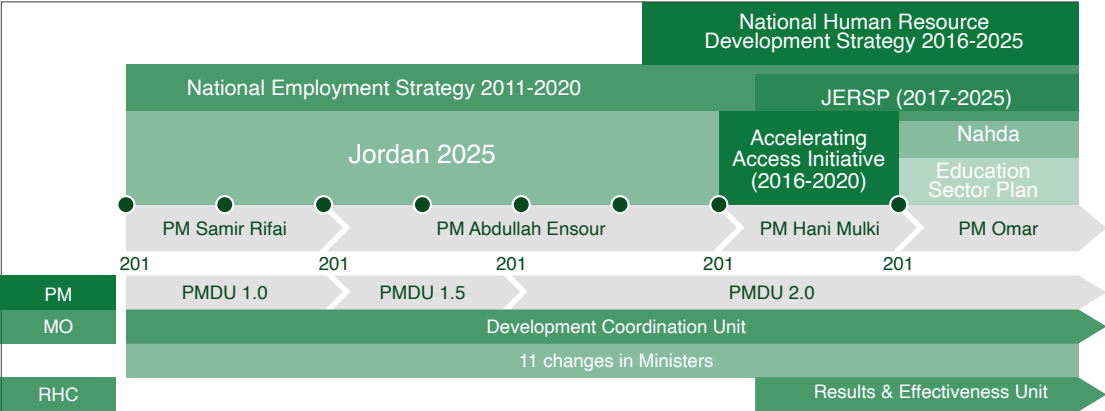 National Human Resource
Development Strategy 2016-2025
National Employment Strategy 2011-2020
JERSP (2017-2025)
Jordan 2025
Accelerating
Access Initiative
(2016-2020)
Nahda
Education
Sector Plan
PM Samir Rifai
PM Abdullah Ensour
PM Hani Mulki
PM Omar
201
201
201
201
201
PM
PMDU 1.0
PMDU 1.5
PMDU 2.0
MO
Development Coordination Unit
11 changes in Ministers
RHC
Results & Effectiveness Unit